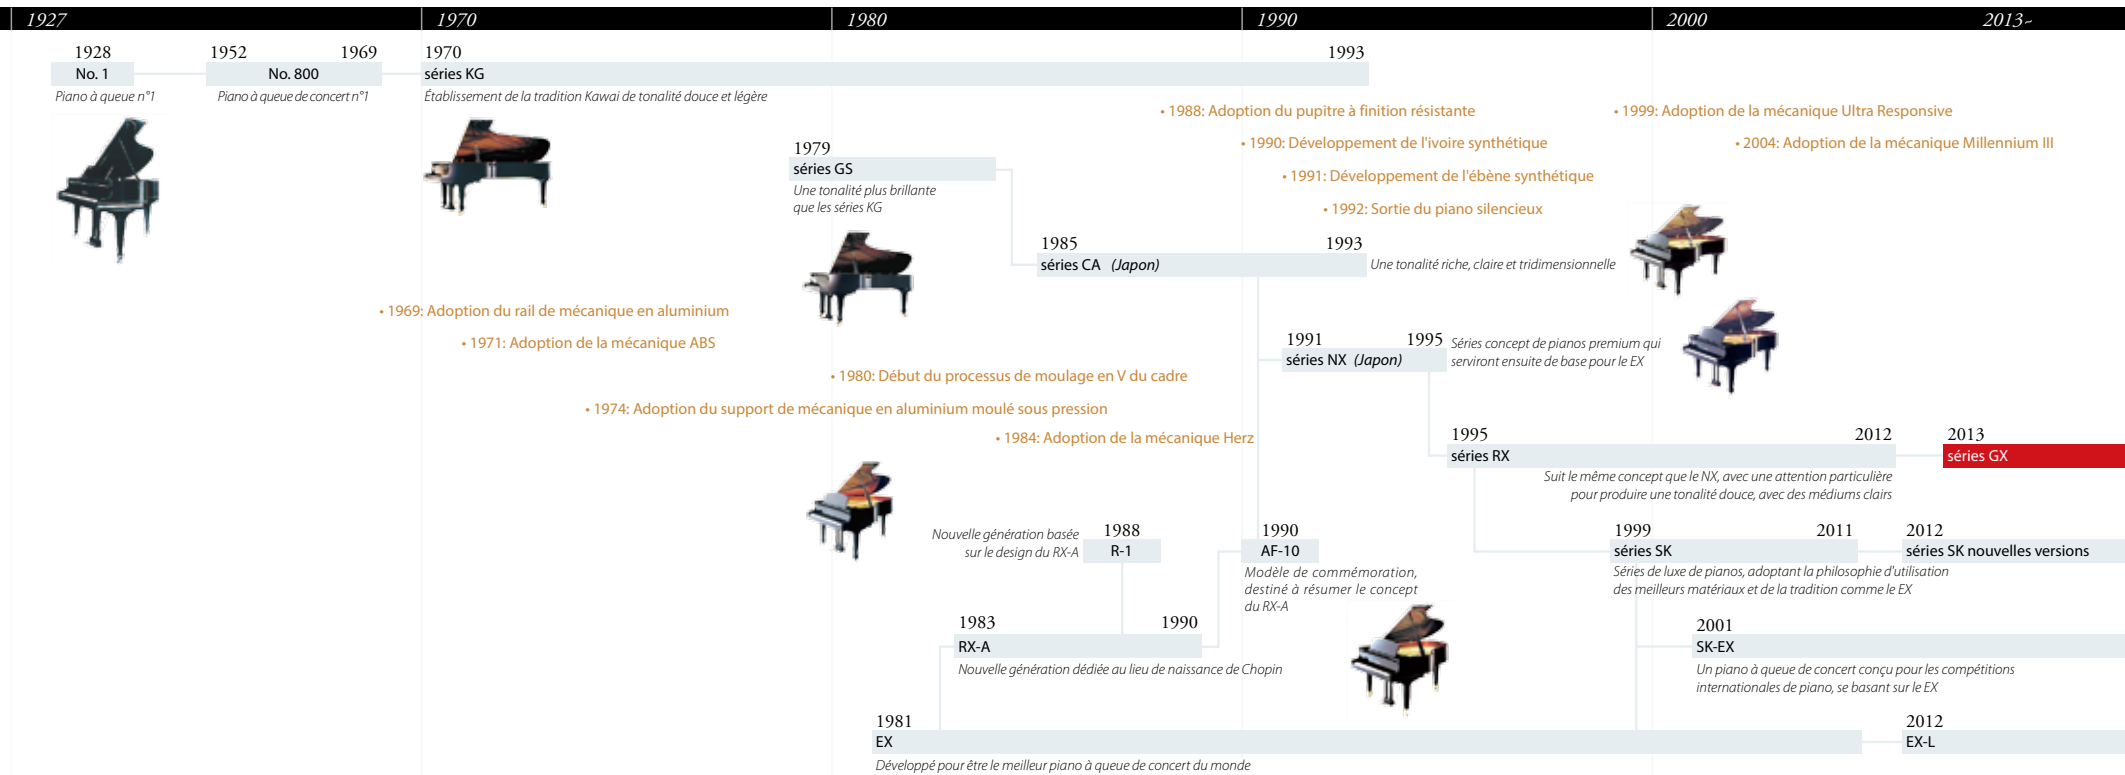 1927 1970 1980 1990 2000 2013~
1928 1952 1969 1970 1993
No. 1 No. 800 séries KG
Piano à queue n°1 Piano à queue de concert n°1 Établissement de la tradition Kawai de tonalité douce et légère
• 1988: Adoption du pupitre à finition résistante • 1999: Adoption de la mécanique Ultra Responsive
• 1990: Développement de l'ivoire synthétique • 2004: Adoption de la mécanique Millennium III
1979
séries GS
Une tonalité plus brillante
que les séries KG
• 1991: Développement de l'ébène synthétique
• 1992: Sortie du piano silencieux
1985 1993
séries CA (Japon) Une tonalité riche, claire et tridimensionnelle
• 1969: Adoption du rail de mécanique en aluminium
• 1971: Adoption de la mécanique ABS
1991 1995
séries NX (Japon)
Séries concept de pianos premium qui
serviront ensuite de base pour le EX
• 1980: Début du processus de moulage en V du cadre
• 1974: Adoption du support de mécanique en aluminium moulé sous pression
• 1984: Adoption de la mécanique Herz
1995 2012 2013
séries RX séries GX
Suit le même concept que le NX, avec une attention particulière
pour produire une tonalité douce, avec des médiums clairs
Nouvelle génération basée
sur le design du RX-A
1988
R-1
1990
AF-10
Modèle de commémoration,
destiné à résumer le concept
du RX-A
1999 2011 2012
séries SK séries SK nouvelles versions
Séries de luxe de pianos, adoptant la philosophie d'utilisation
des meilleurs matériaux et de la tradition comme le EX
1983 1990
RX-A
Nouvelle génération dédiée au lieu de naissance de Chopin
2001
SK-EX
Un piano à queue de concert conçu pour les compétitions
internationales de piano, se basant sur le EX
1981 2012
EX EX-L
Développé pour être le meilleur piano à queue de concert du monde